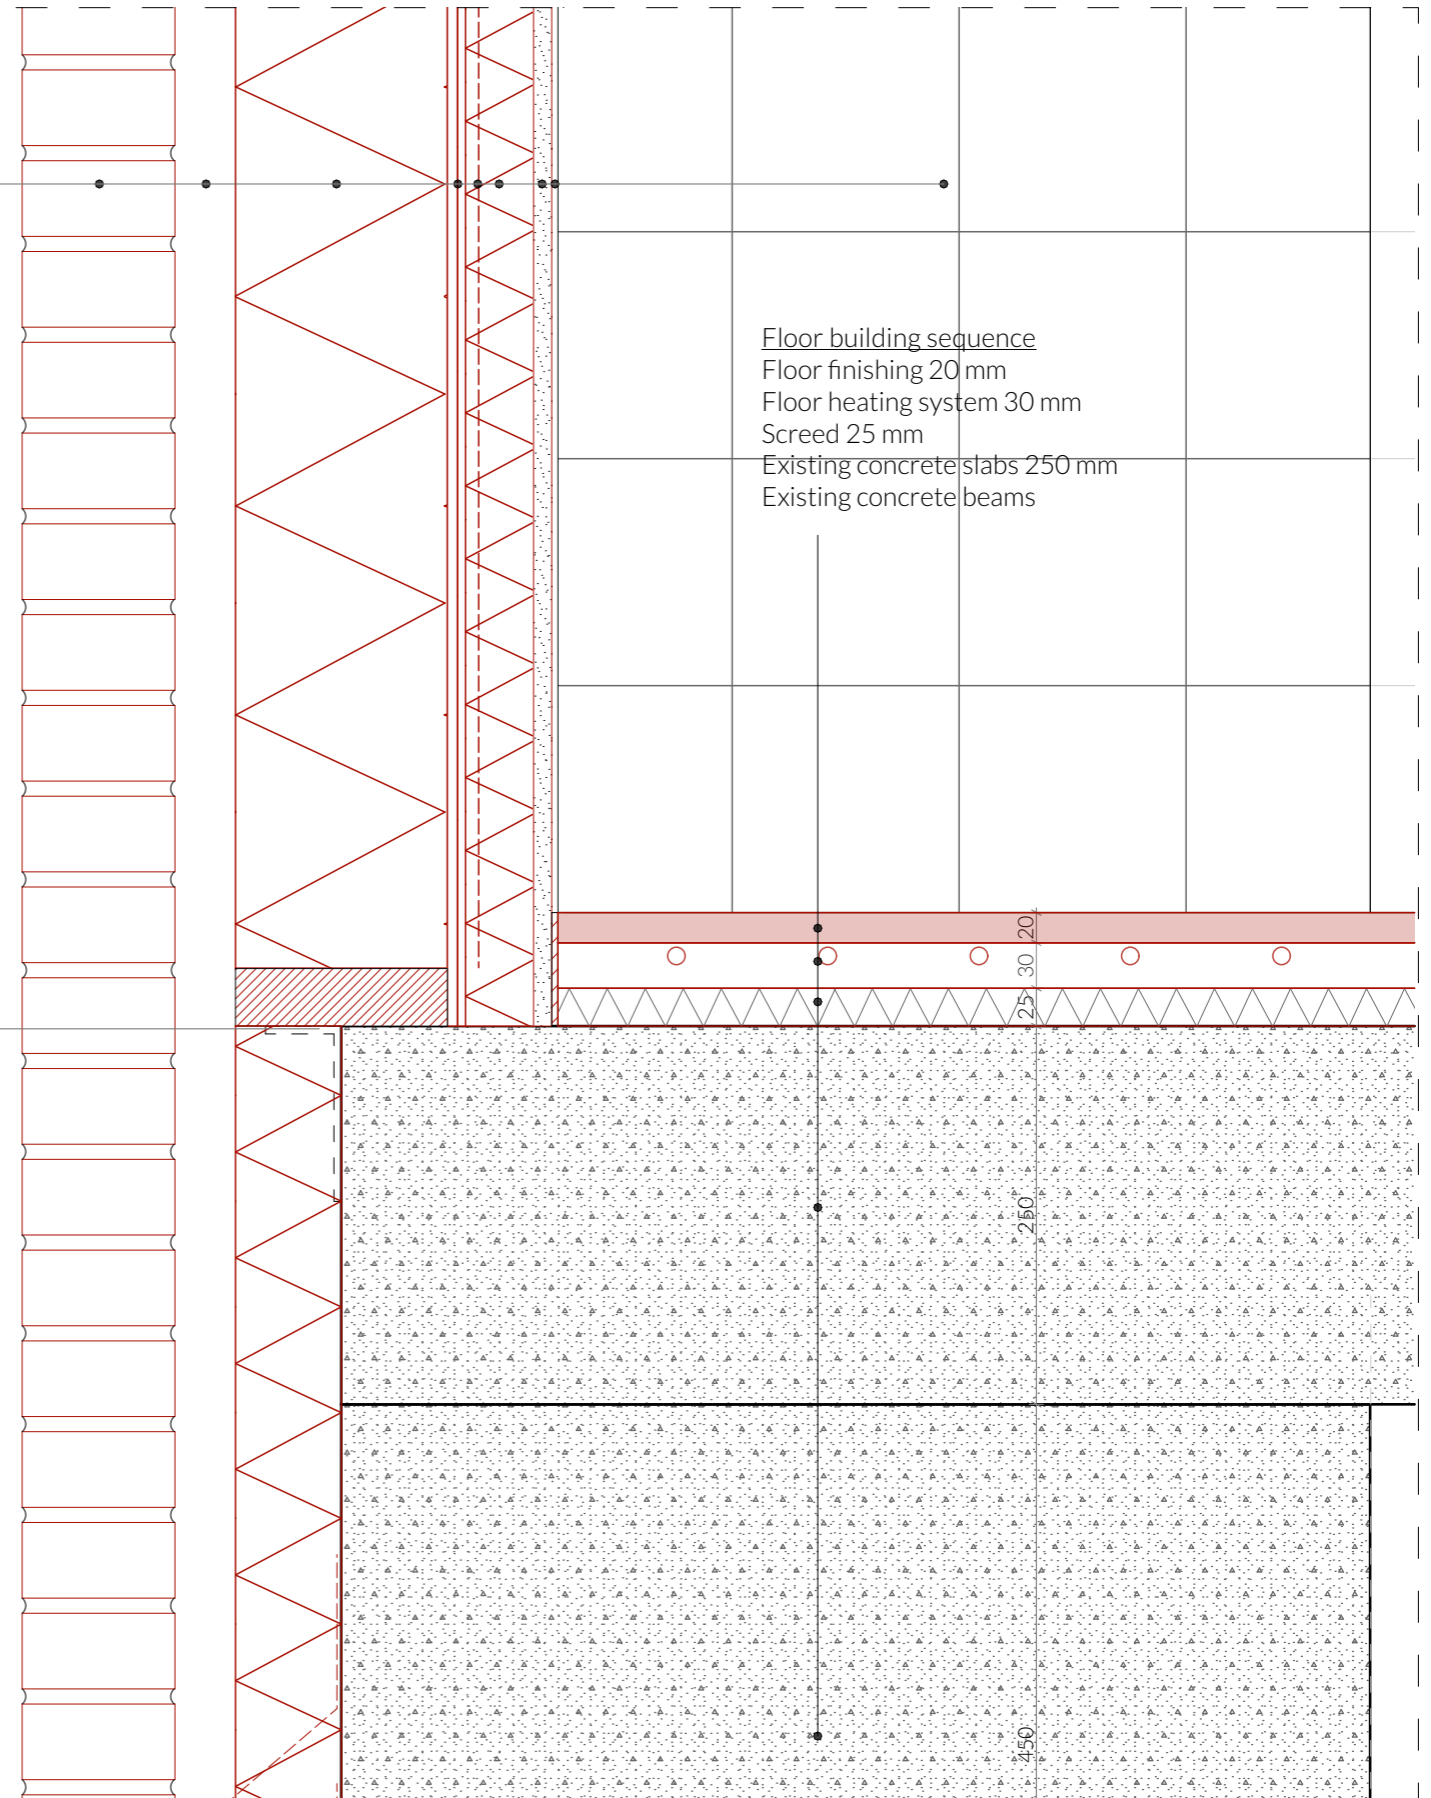 Floor building sequence
Floor finishing 20 mm
Floor heating system 30 mm
Screed 25 mm
Existing concrete slabs 250 mm
Existing concrete beams
20
30
25
250
450